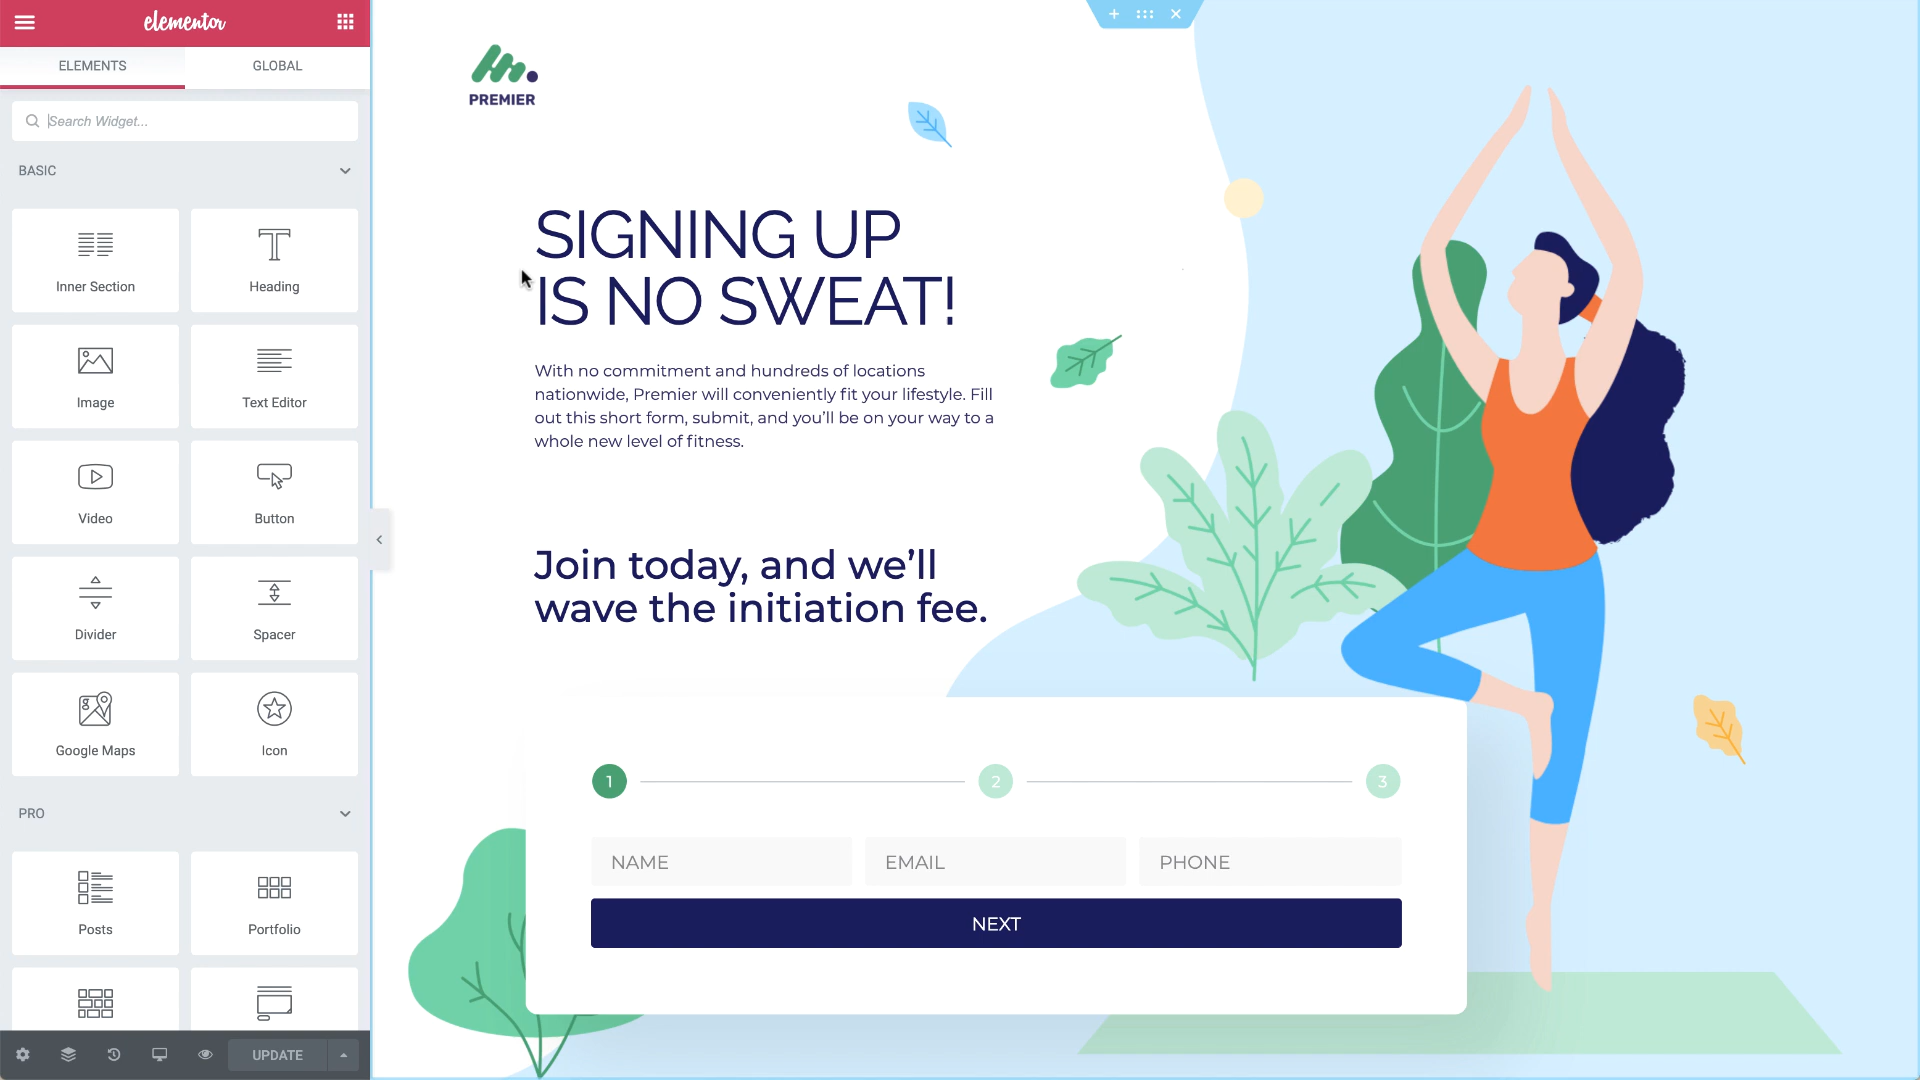 elementor
ELEMENTS
GLOBAL
Search Widget...
BASIC
Inner Section
Heading
Image
Text Editor
Video
Button
Divider
Spacer
Google Maps
Icon
PRO
Posts
Portfolio
UPDATE
PREMIER
SIGNING UP
IS NO SWEAT!
With no commitment and hundreds of locations
nationwide, Premier will conveniently fit your lifestyle. Fill
out this short form, submit, and you’ll be on your way to a
whole new level of fitness.
Join today, and we’ll
wave the initiation fee.
1
2
3
NAME
EMAIL
PHONE
NEXT